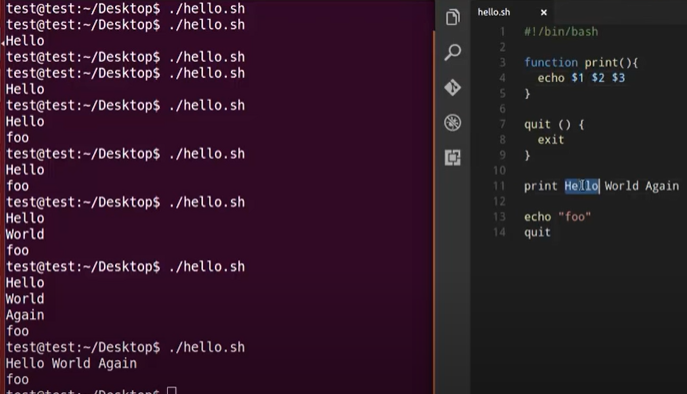 test@test:~/Desktop$ ./hello.sh
test@test:~/Desktop$ ./hello.sh
Hello
test@test:~/Desktop$ ./hello.sh
test@test:~/Desktop$ ./hello.sh
Hello
test@test:~/Desktop$ ./hello.sh
Hello
foo
test@test:~/Desktop$ ./hello.sh
Hello
foo
test@test:~/Desktop$ ./hello.sh
Hello
World
foo
test@test:~/Desktop$ ./hello.sh
Hello
World
Again
foo
test@test:~/Desktop$ ./hello.sh
Hello World Again
foo
test@test:~/Desktop$
hello.sh x
1 #!/bin/bash
2
3 function print(){
4 echo $1 $2 $3
5 }
6
7 quit () {
8 exit
9 }
10
11 print Hello World Again
12
13 echo "foo"
14 quit